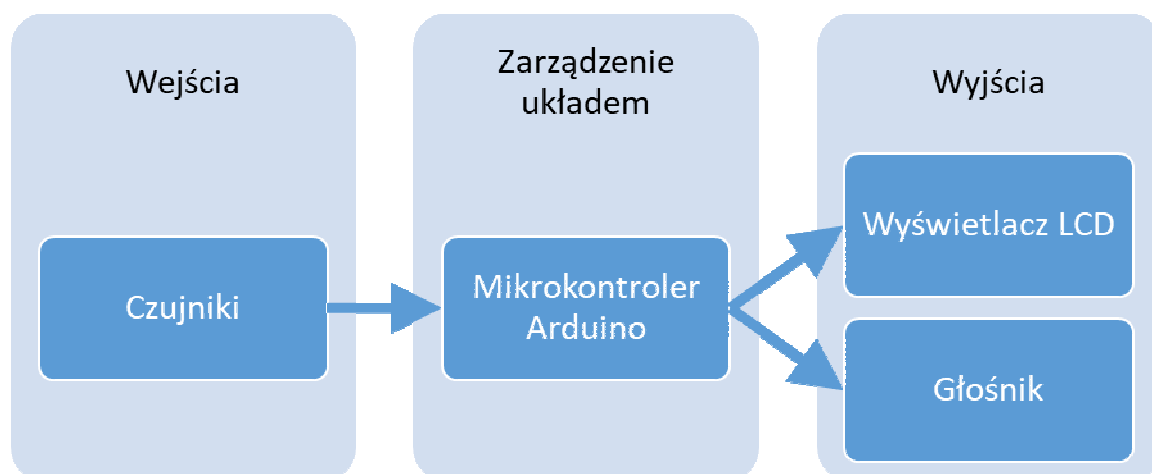 Wejścia
Czujniki
Zarządzenie
układem
Mikrokontroler
Arduino
Wyjścia
Wyświetlacz LCD
Głośnik